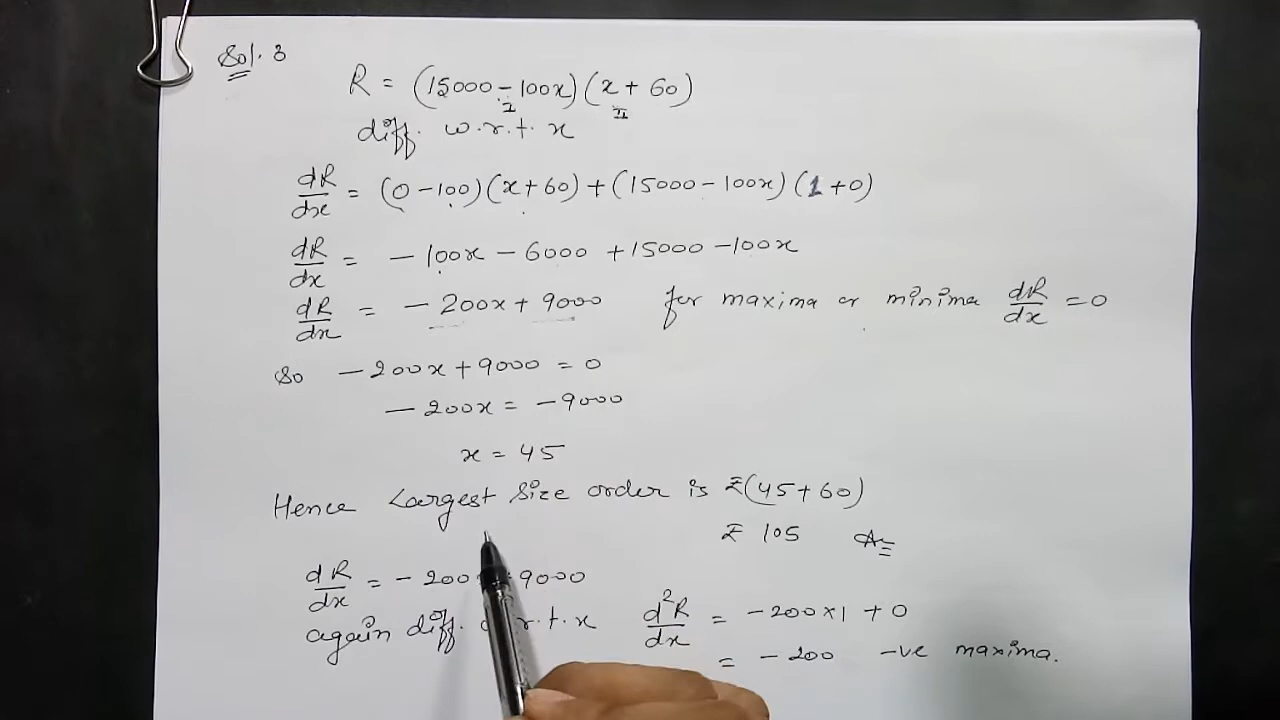 Sol. 3
R = (15000 - 100x)(x + 60)
I II
diff. w.r.t. x
dR/dx = (0 - 100)(x + 60) + (15000 - 100x)(1 + 0)
dR/dx = - 100x - 6000 + 15000 - 100x
dR/dx = - 200x + 9000 for maxima or minima dR/dx = 0
So - 200x + 9000 = 0
- 200x = - 9000
x = 45
Hence Largest Size order is ₹(45 + 60)
₹ 105 Ans
dR/dx = - 200 9000
again diff. w.r.t. x d²R/dx = - 200 × 1 + 0
= - 200 -ve maxima.